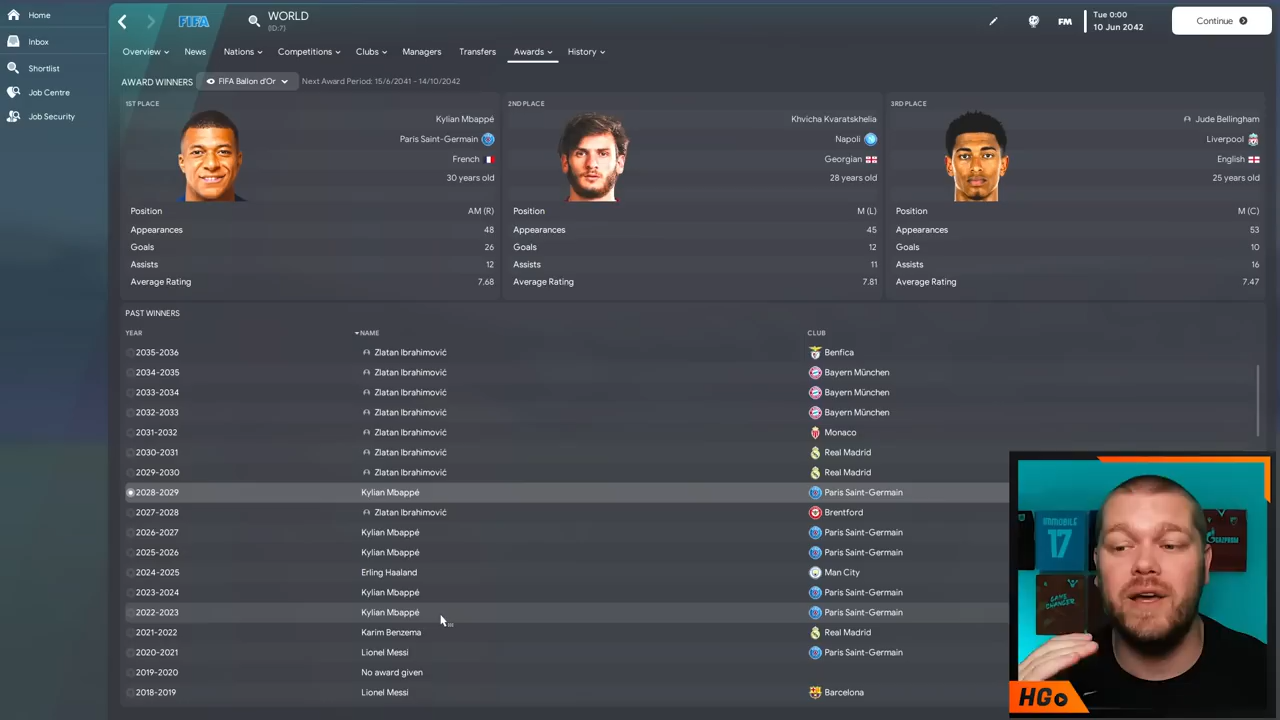 Home
Inbox
Shortlist
Job Centre
Job Security
FIFA
WORLD
(ID:7)
FM
Tue 0:00
10 Jun 2042
Continue
Overview
News
Nations
Competitions
Clubs
Managers
Transfers
Awards
History
AWARD WINNERS
FIFA Ballon d'Or
Next Award Period: 15/6/2041 - 14/10/2042
1ST PLACE
Kylian Mbappé
Paris Saint-Germain
French
30 years old
Position AM (R)
Appearances 48
Goals 26
Assists 12
Average Rating 7.68
2ND PLACE
Khvicha Kvaratskhelia
Napoli
Georgian
28 years old
Position M (L)
Appearances 45
Goals 12
Assists 11
Average Rating 7.81
3RD PLACE
Jude Bellingham
Liverpool
English
25 years old
Position M (C)
Appearances 53
Goals 10
Assists 16
Average Rating 7.47
PAST WINNERS
YEAR NAME CLUB
2035-2036 Zlatan Ibrahimović Benfica
2034-2035 Zlatan Ibrahimović Bayern München
2033-2034 Zlatan Ibrahimović Bayern München
2032-2033 Zlatan Ibrahimović Bayern München
2031-2032 Zlatan Ibrahimović Monaco
2030-2031 Zlatan Ibrahimović Real Madrid
2029-2030 Zlatan Ibrahimović Real Madrid
2028-2029 Kylian Mbappé Paris Saint-Germain
2027-2028 Zlatan Ibrahimović Brentford
2026-2027 Kylian Mbappé Paris Saint-Germain
2025-2026 Kylian Mbappé Paris Saint-Germain
2024-2025 Erling Haaland Man City
2023-2024 Kylian Mbappé Paris Saint-Germain
2022-2023 Kylian Mbappé Paris Saint-Germain
2021-2022 Karim Benzema Real Madrid
2020-2021 Lionel Messi Paris Saint-Germain
2019-2020 No award given
2018-2019 Lionel Messi Barcelona
IMMOBILE
17
GAZPROM
GAME
CHANGER
HG